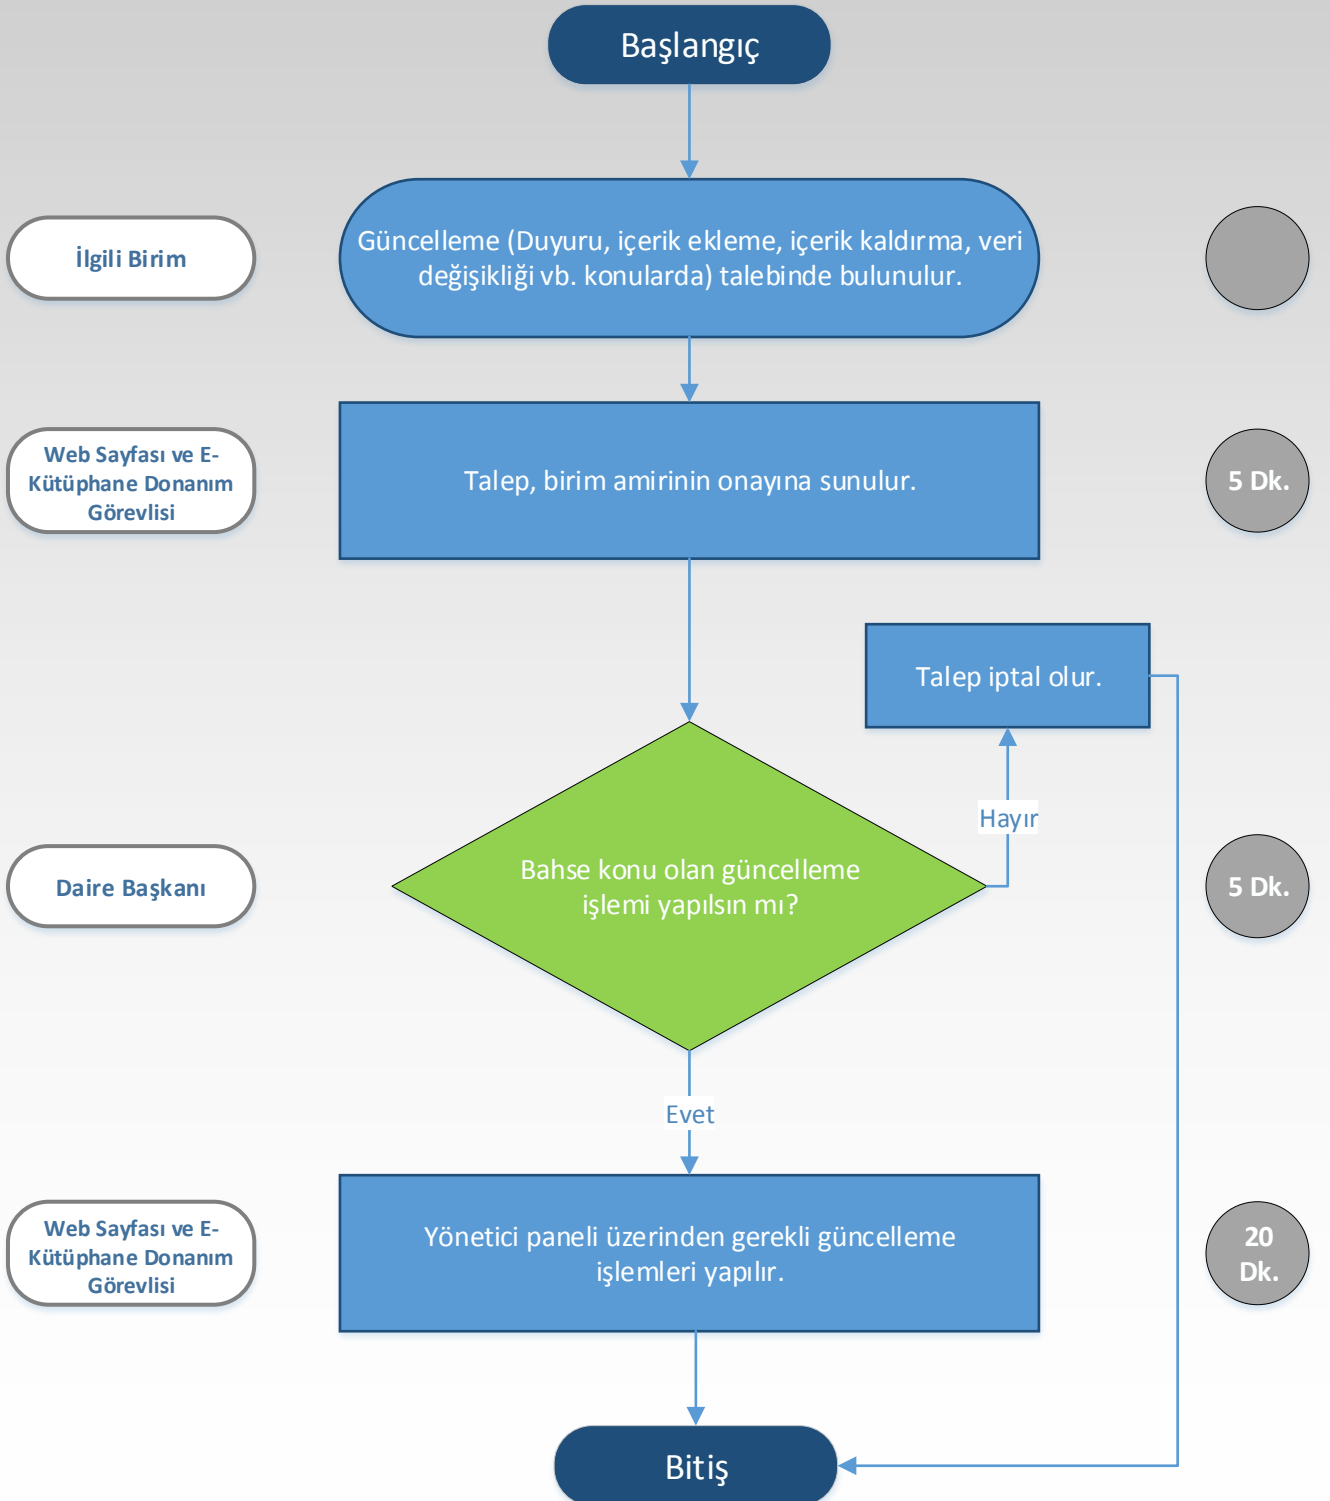 Başlangıç
İlgili Birim
Güncelleme (Duyuru, içerik ekleme, içerik kaldırma, veri
değişikliği vb. konularda) talebinde bulunulur.
Web Sayfası ve E-
Kütüphane Donanım
Görevlisi
Talep, birim amirinin onayına sunulur.
5 Dk.
Talep iptal olur.
Hayır
Daire Başkanı
Bahse konu olan güncelleme
işlemi yapılsın mı?
5 Dk.
Evet
Web Sayfası ve E-
Kütüphane Donanım
Görevlisi
Yönetici paneli üzerinden gerekli güncelleme
işlemleri yapılır.
20
Dk.
Bitiş